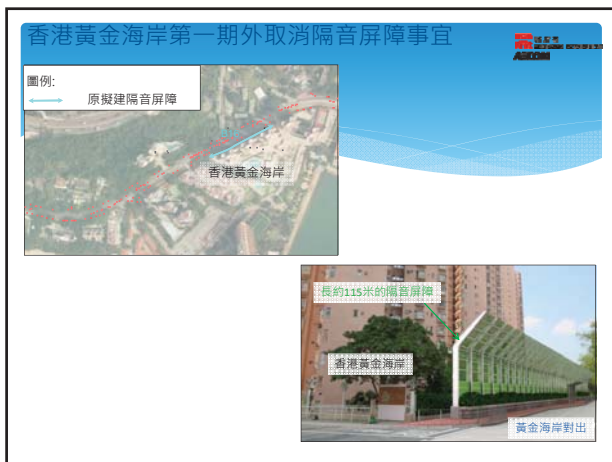 香港黃金海岸第一期外取消隔音屏障事宜
AECOM
圖例:
原擬建隔音屏障
香港黃金海岸
長約115米的隔音屏障
香港黃金海岸
黃金海岸對出